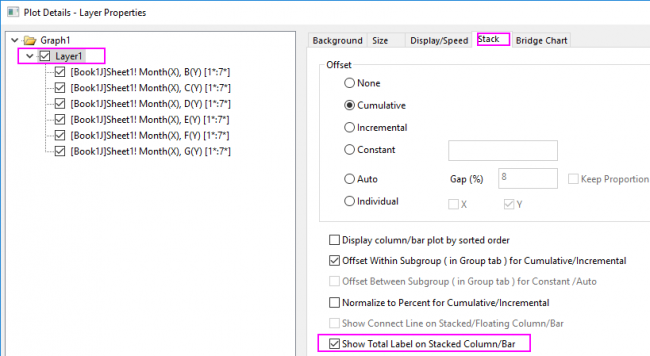 Plot Details - Layer Properties
Graph1
Layer1
[Book1J]Sheet1! Month(X), B(Y) [1*:7*]
[Book1J]Sheet1! Month(X), C(Y) [1*:7*]
[Book1J]Sheet1! Month(X), D(Y) [1*:7*]
[Book1J]Sheet1! Month(X), E(Y) [1*:7*]
[Book1J]Sheet1! Month(X), F(Y) [1*:7*]
[Book1J]Sheet1! Month(X), G(Y) [1*:7*]
Background Size Display/Speed Stack Bridge Chart
Offset
None
Cumulative
Incremental
Constant
Auto Gap (%) 8 Keep Proportion
Individual X Y
Display column/bar plot by sorted order
Offset Within Subgroup ( in Group tab ) for Cumulative/Incremental
Offset Between Subgroup ( in Group tab ) for Constant /Auto
Normalize to Percent for Cumulative/Incremental
Show Connect Line on Stacked/Floating Column/Bar
Show Total Label on Stacked Column/Bar